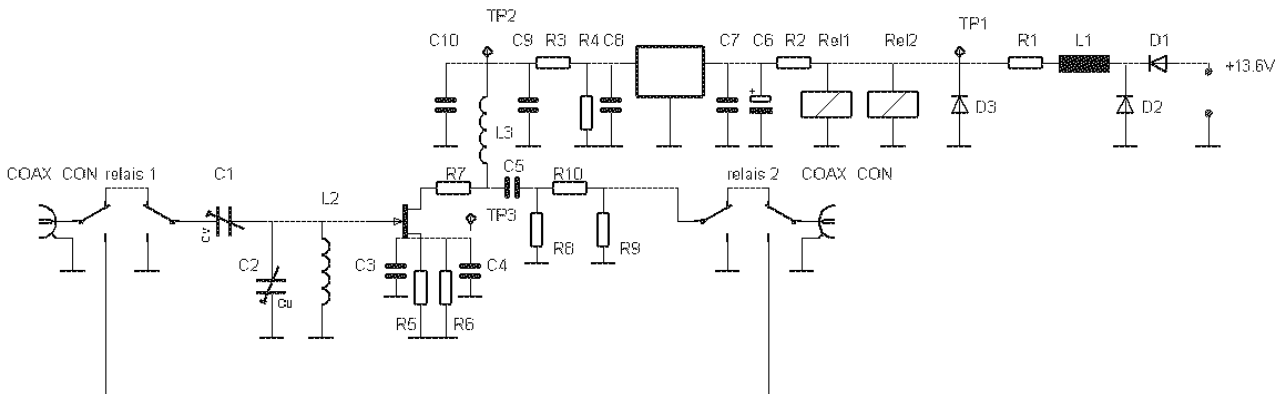 TP2
TP1
C10
C9
R3
R4
C8
C7
C6
R2
Rel1
Rel2
R1
L1
D1
+13.6V
+
D3
D2
L3
COAX CON relais 1
C1
L2
R7
C5
R10
relais 2
COAX CON
TP3
CV
R8
R9
C2
C3
C4
Cu
R5
R6